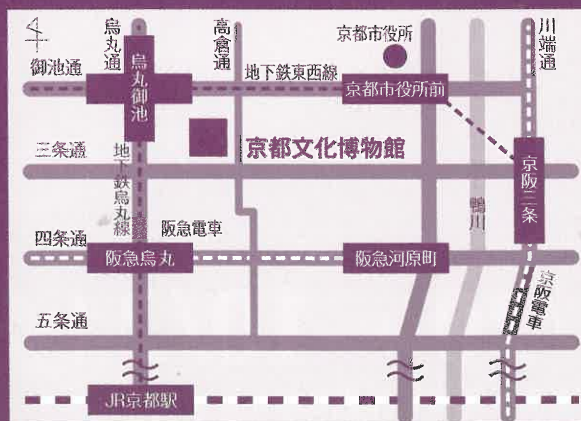 烏丸通
高倉通
京都市役所
川端通
御池通
烏丸御池
地下鉄東西線
京都市役所前
三条通
京都文化博物館
地下鉄烏丸線
京阪三条
鴨川
四条通
阪急電車
阪急烏丸
阪急河原町
京阪電車
五条通
JR京都駅